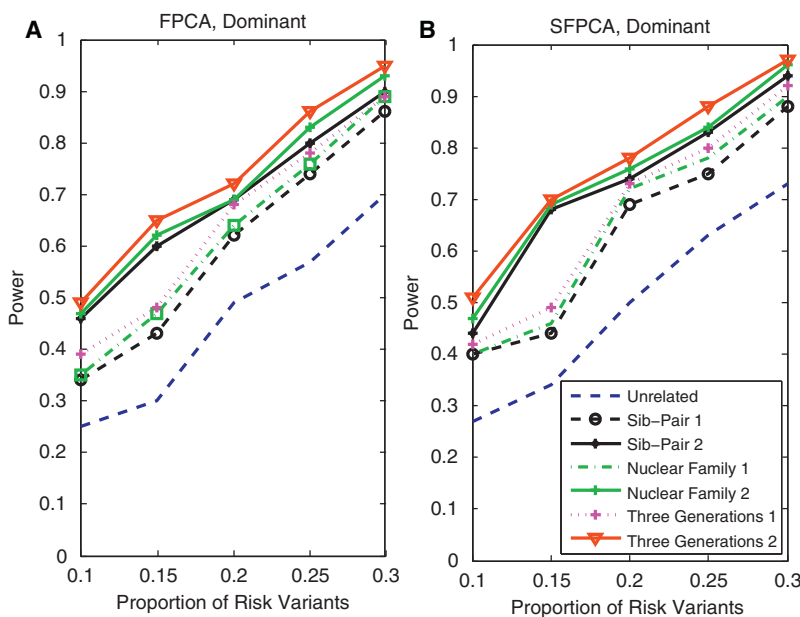 A
FPCA, Dominant
1
0.9
0.8
0.7
0.6
0.5
0.4
0.3
0.2
0.1
0
Power
0.1 0.15 0.2 0.25 0.3
Proportion of Risk Variants
B
SFPCA, Dominant
1
0.9
0.8
0.7
0.6
0.5
0.4
0.3
0.2
0.1
0
Power
0.1 0.15 0.2 0.25 0.3
Proportion of Risk Variants
Unrelated
Sib-Pair 1
Sib-Pair 2
Nuclear Family 1
Nuclear Family 2
Three Generations 1
Three Generations 2